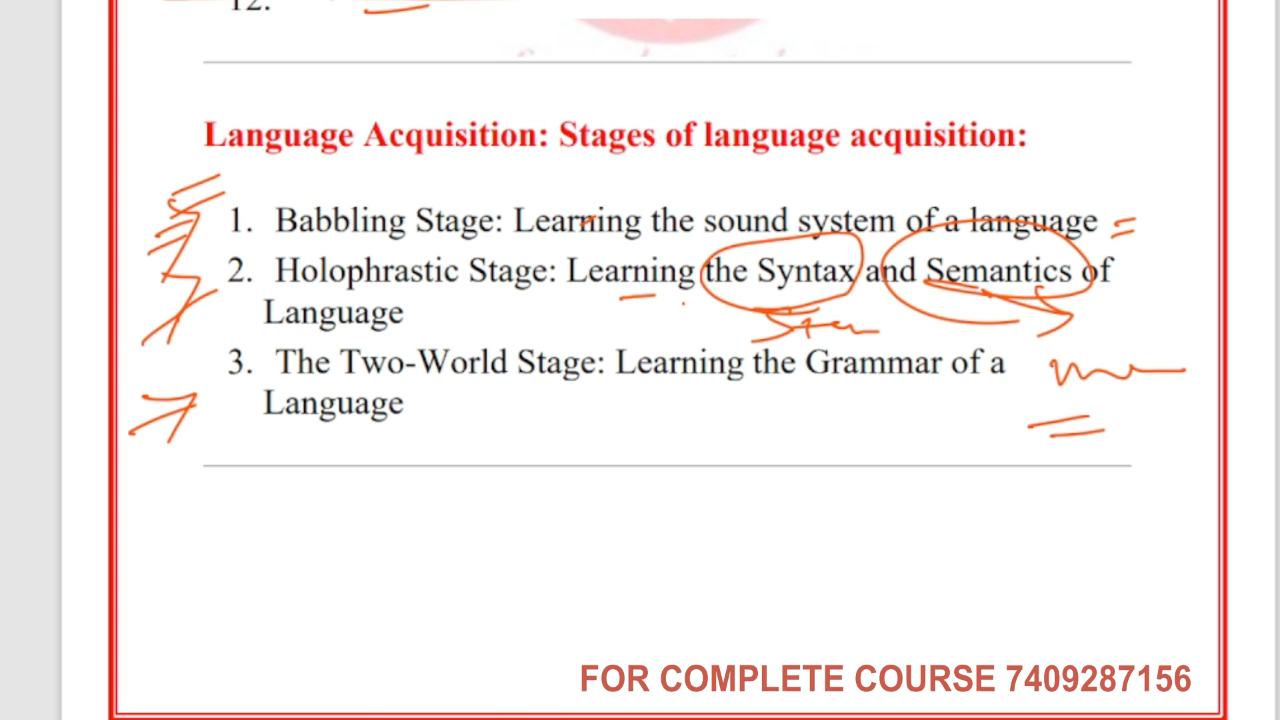 12.
Language Acquisition: Stages of language acquisition:
1. Babbling Stage: Learning the sound system of a language
2. Holophrastic Stage: Learning the Syntax and Semantics of
Language
3. The Two-World Stage: Learning the Grammar of a
Language
FOR COMPLETE COURSE 7409287156